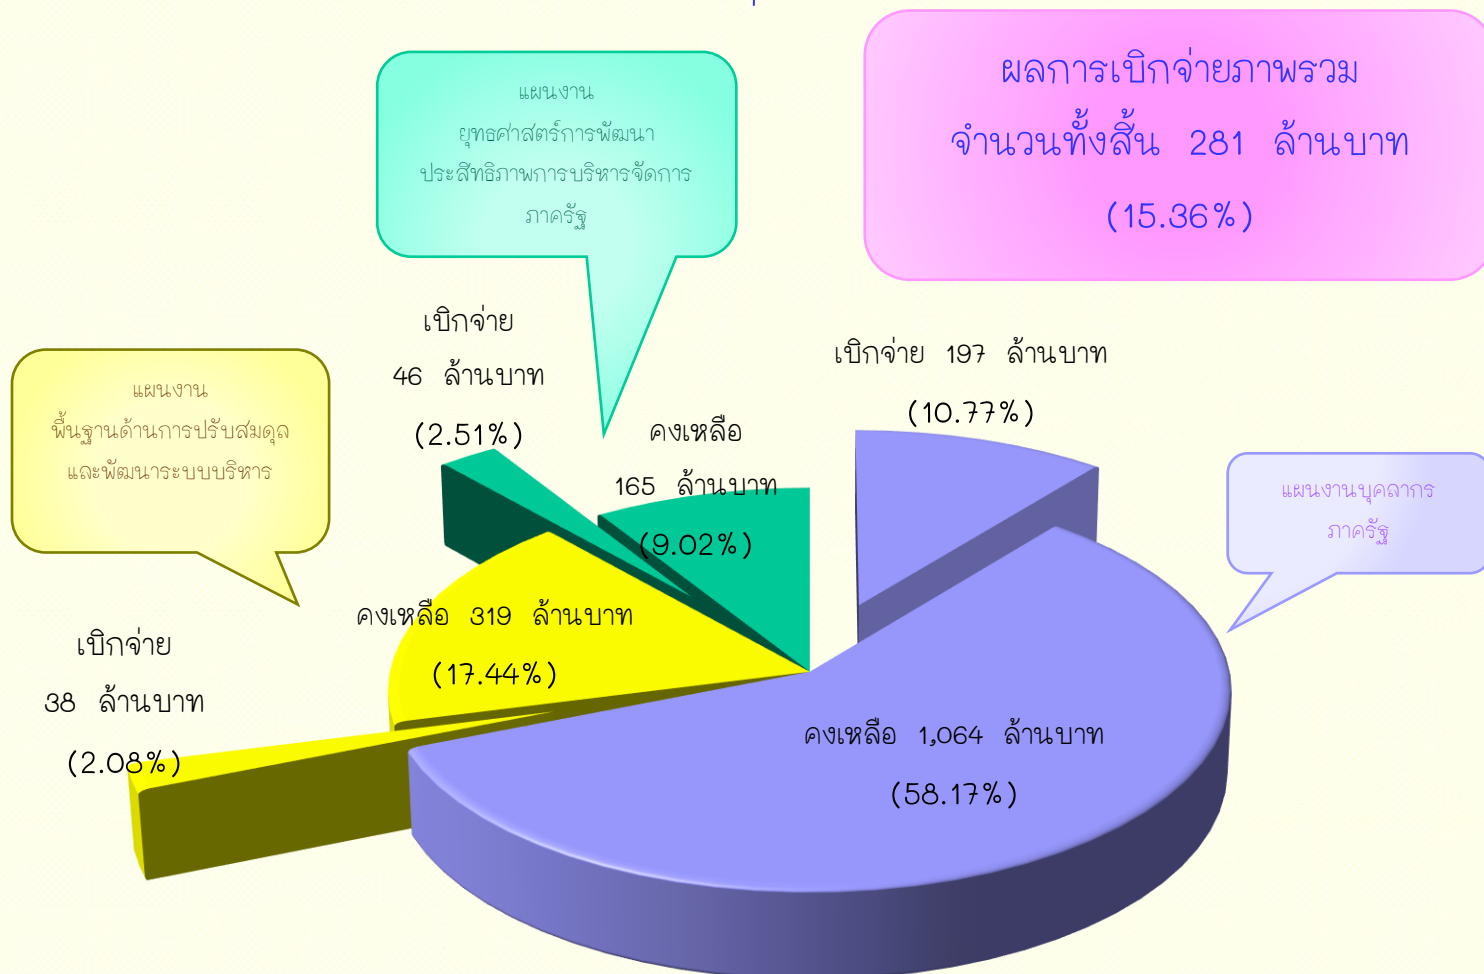 ผลการเบิกจ่ายภาพรวม
จำนวนทั้งสิ้น 281 ล้านบาท
(15.36%)
แผนงาน
ยุทธศาสตร์การพัฒนา
ประสิทธิภาพการบริหารจัดการ
ภาครัฐ
เบิกจ่าย
46 ล้านบาท
(2.51%)
คงเหลือ
165 ล้านบาท
(9.02%)
เบิกจ่าย 197 ล้านบาท
(10.77%)
แผนงาน
พื้นฐานด้านการปรับสมดุล
และพัฒนาระบบบริหาร
แผนงานบุคลากร
ภาครัฐ
คงเหลือ 319 ล้านบาท
(17.44%)
เบิกจ่าย
38 ล้านบาท
(2.08%)
คงเหลือ 1,064 ล้านบาท
(58.17%)